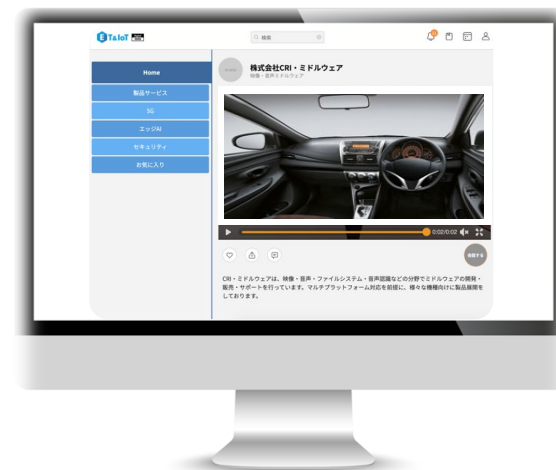 ET&IoT
検索
Home
製品サービス
5G
エッジAI
セキュリティ
お気に入り
株式会社CRI・ミドルウェア
映像・音声ミドルウェア
0:02/0:02
CRI・ミドルウェアは、映像・音声・ファイルシステム・音声認識などの分野でミドルウェアの開発・
販売・サポートを行っています。マルチプラットフォーム対応を前提に、様々な機種向けに製品展開を
しております。